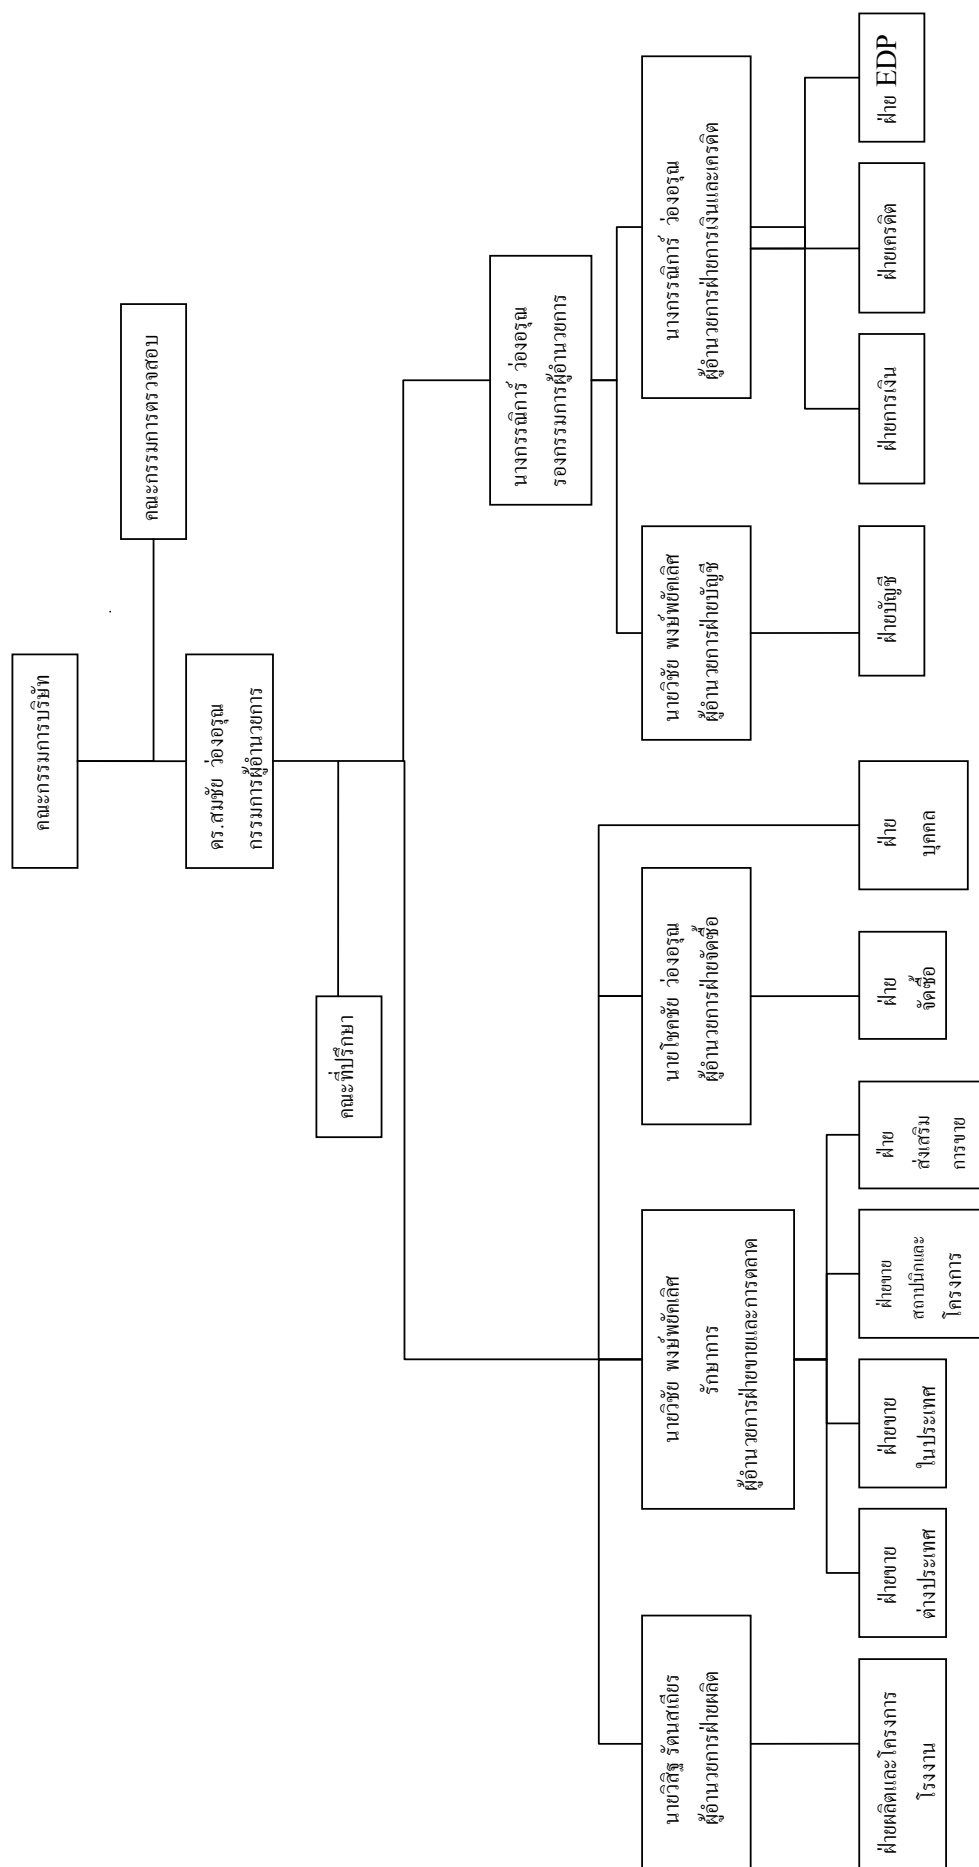 คณะกรรมการบริษัท
คณะกรรมการตรวจสอบ
ดร.สมชัย ว่องอรุณ
กรรมการผู้อำนวยการ
คณะที่ปรึกษา
นางกรรณิการ์ ว่องอรุณ
รองกรรมการผู้อำนวยการ
นายวิสิฐ รัตนสเถียร
ผู้อำนวยการฝ่ายผลิต
นายวิชัย พงษ์พยัคเลิศ
รักษาการ
ผู้อำนวยการฝ่ายขายและการตลาด
นายโชคชัย ว่องอรุณ
ผู้อำนวยการฝ่ายจัดซื้อ
นายวิชัย พงษ์พยัคเลิศ
ผู้อำนวยการฝ่ายบัญชี
นางกรรณิการ์ ว่องอรุณ
ผู้อำนวยการฝ่ายการเงินและเครดิต
ฝ่ายผลิตและโครงการ
โรงงาน
ฝ่ายขาย
ต่างประเทศ
ฝ่ายขาย
ในประเทศ
ฝ่ายขาย
สถาปนิกและ
โครงการ
ฝ่าย
ส่งเสริม
การขาย
ฝ่าย
จัดซื้อ
ฝ่าย
บุคคล
ฝ่ายบัญชี
ฝ่ายการเงิน
ฝ่ายเครดิต
ฝ่าย EDP